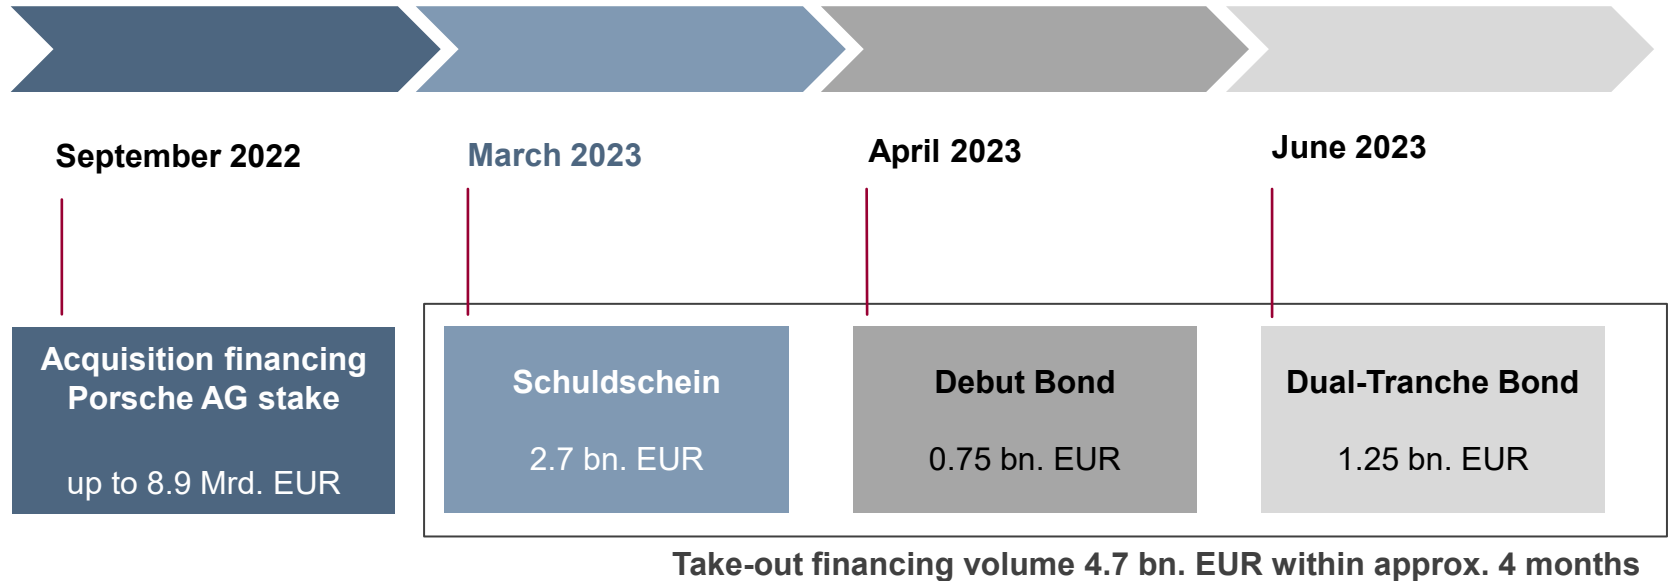 September 2022
March 2023
April 2023
June 2023
Acquisition financing
Porsche AG stake
up to 8.9 Mrd. EUR
Schuldschein
2.7 bn. EUR
Debut Bond
0.75 bn. EUR
Dual-Tranche Bond
1.25 bn. EUR
Take-out financing volume 4.7 bn. EUR within approx. 4 months